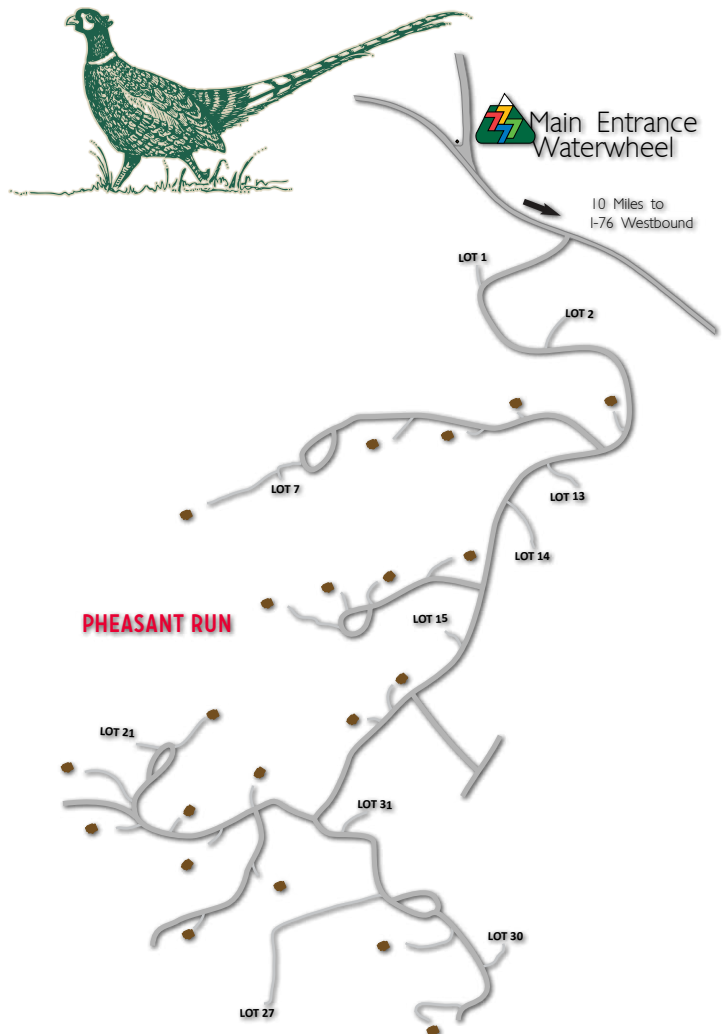 Main Entrance
Waterwheel
10 Miles to
I-76 Westbound
LOT 1
LOT 2
LOT 7
LOT 13
LOT 14
LOT 15
PHEASANT RUN
LOT 21
LOT 31
LOT 30
LOT 27